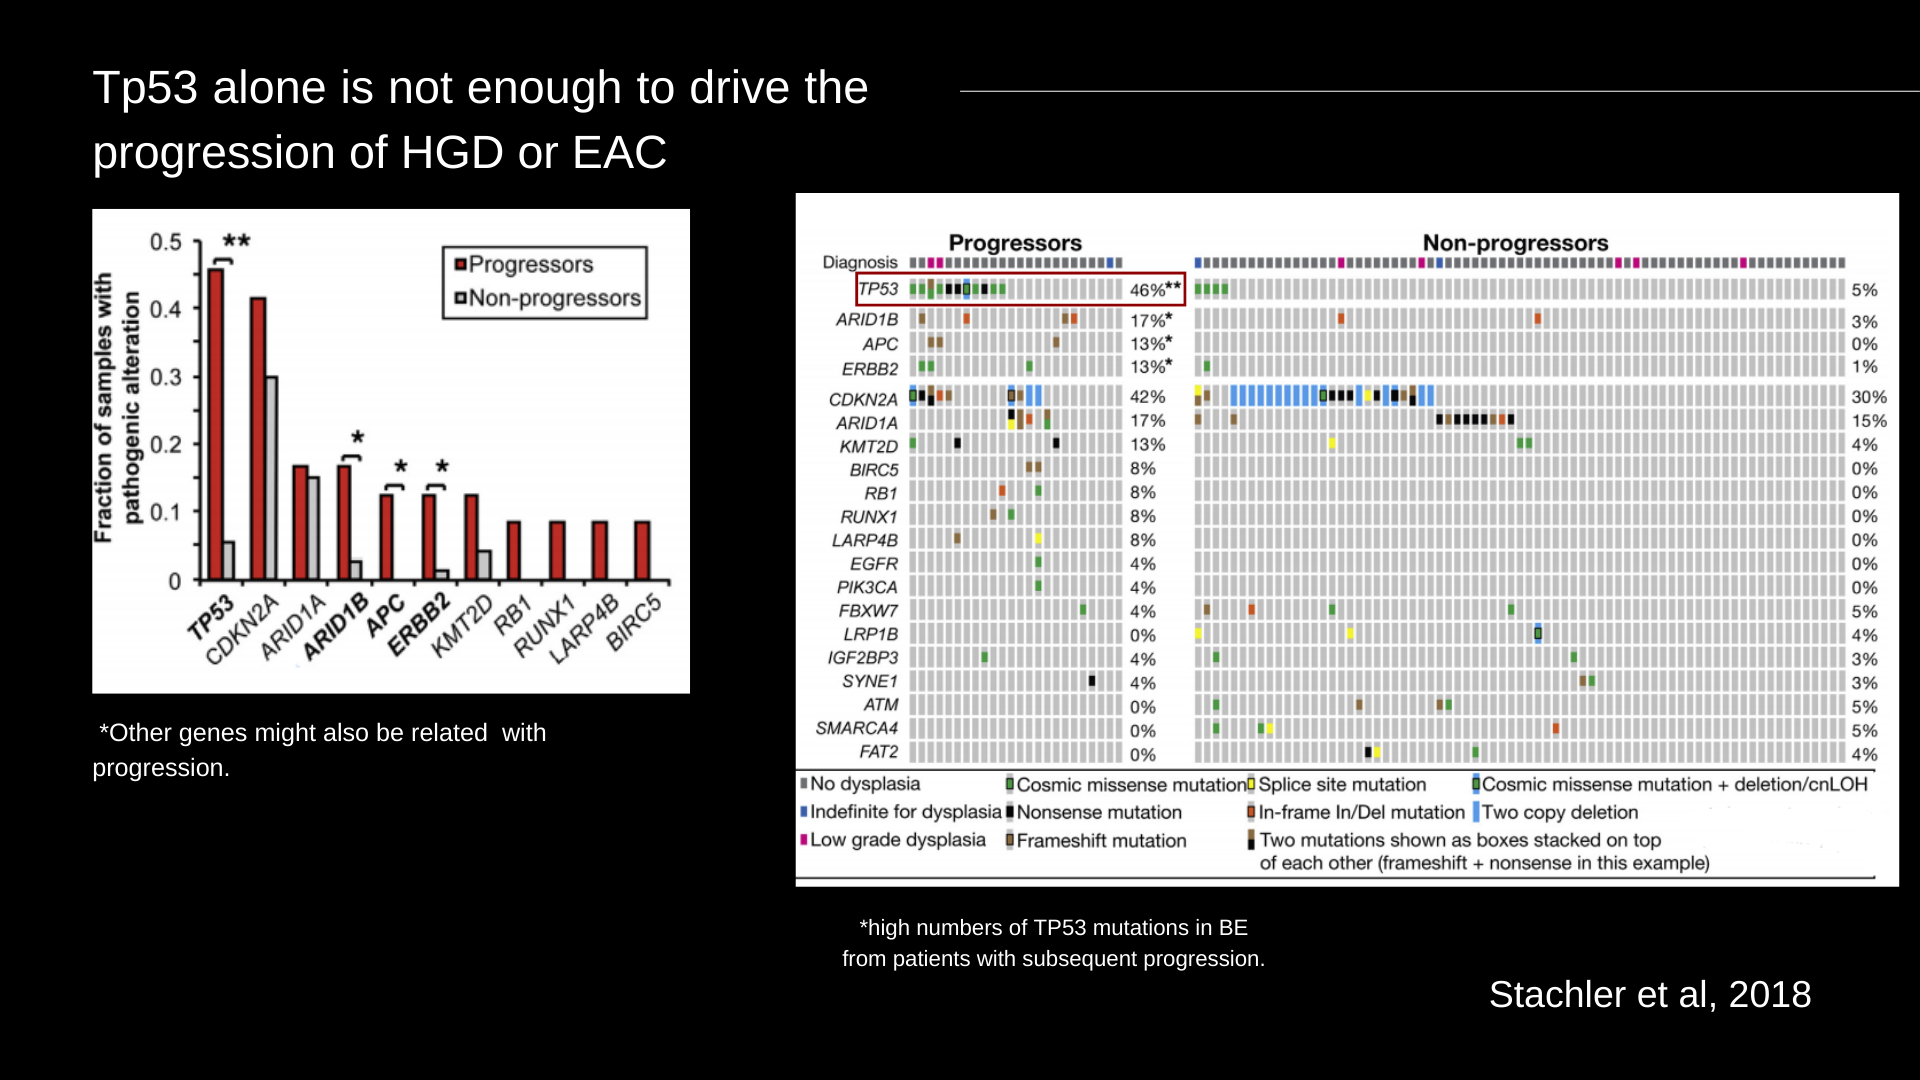 Tp53 alone is not enough to drive the
progression of HGD or EAC
0.5
0.4
0.3
0.2
0.1
0
Fraction of samples with
pathogenic alteration
**
*
*
*
Progressors
Non-progressors
TP53
CDKN2A
ARID1A
ARID1B
APC
ERBB2
KMT2D
RB1
RUNX1
LARP4B
BIRC5
*Other genes might also be related  with
progression.
Progressors Non-progressors
Diagnosis
TP53 46%** 5%
ARID1B 17%* 3%
APC 13%* 0%
ERBB2 13%* 1%
CDKN2A 42% 30%
ARID1A 17% 15%
KMT2D 13% 4%
BIRC5 8% 0%
RB1 8% 0%
RUNX1 8% 0%
LARP4B 8% 0%
EGFR 4% 0%
PIK3CA 4% 0%
FBXW7 4% 5%
LRP1B 0% 4%
IGF2BP3 4% 3%
SYNE1 4% 3%
ATM 0% 5%
SMARCA4 0% 5%
FAT2 0% 4%
No dysplasia Cosmic missense mutation Splice site mutation Cosmic missense mutation + deletion/cnLOH
Indefinite for dysplasia Nonsense mutation In-frame In/Del mutation Two copy deletion
Low grade dysplasia Frameshift mutation Two mutations shown as boxes stacked on top
of each other (frameshift + nonsense in this example)
*high numbers of TP53 mutations in BE
from patients with subsequent progression.
Stachler et al, 2018